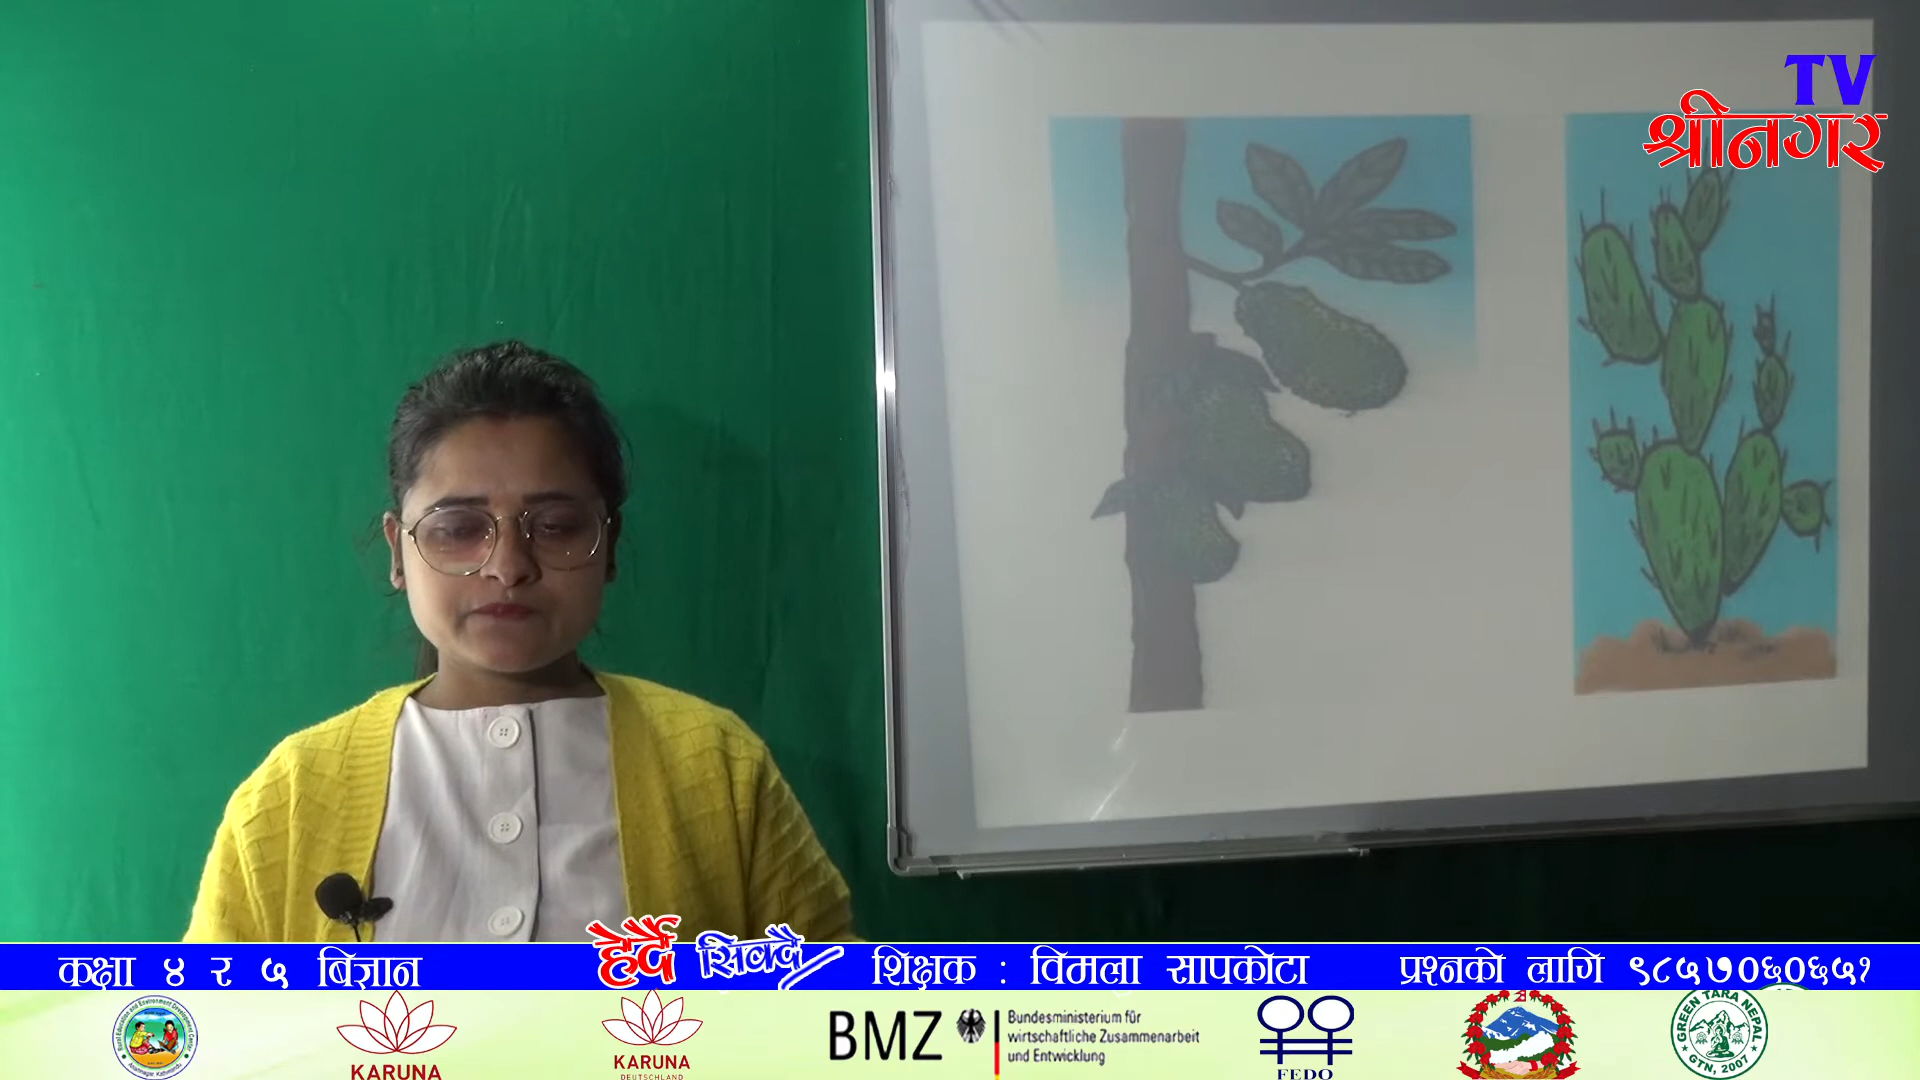 TV
श्रीनगर
कक्षा ४ र ५ बिज्ञान
हेर्दै सिक्दै
शिक्षक : विमला सापकोटा
प्रश्नको लागि ९८५७०६०६५१
KARUNA
KARUNA
DEUTSCHLAND
BMZ
Bundesministerium für
wirtschaftliche Zusammenarbeit
und Entwicklung
FEDO
GREEN TARA NEPAL
GTN, 2007